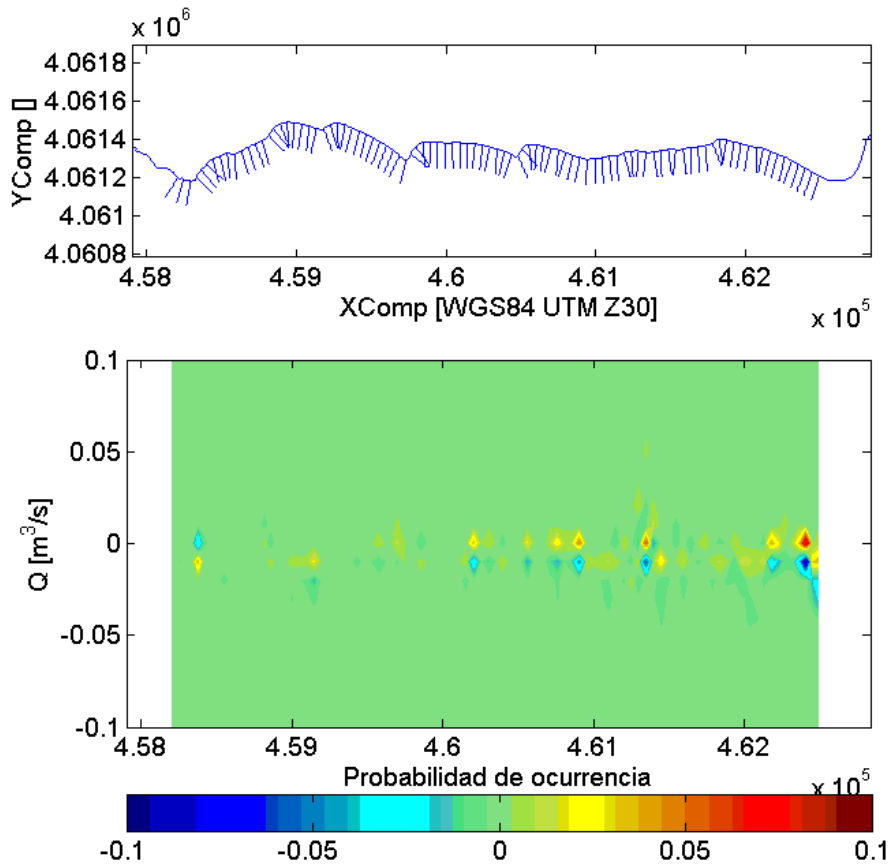 x 10^6
4.0618
4.0616
4.0614
4.0612
4.061
4.0608
YComp []
4.58 4.59 4.6 4.61 4.62
XComp [WGS84 UTM Z30]
x 10^5
0.1
0.05
0
-0.05
-0.1
Q [m^3/s]
4.58 4.59 4.6 4.61 4.62
x 10^5
Probabilidad de ocurrencia
-0.1 -0.05 0 0.05 0.1